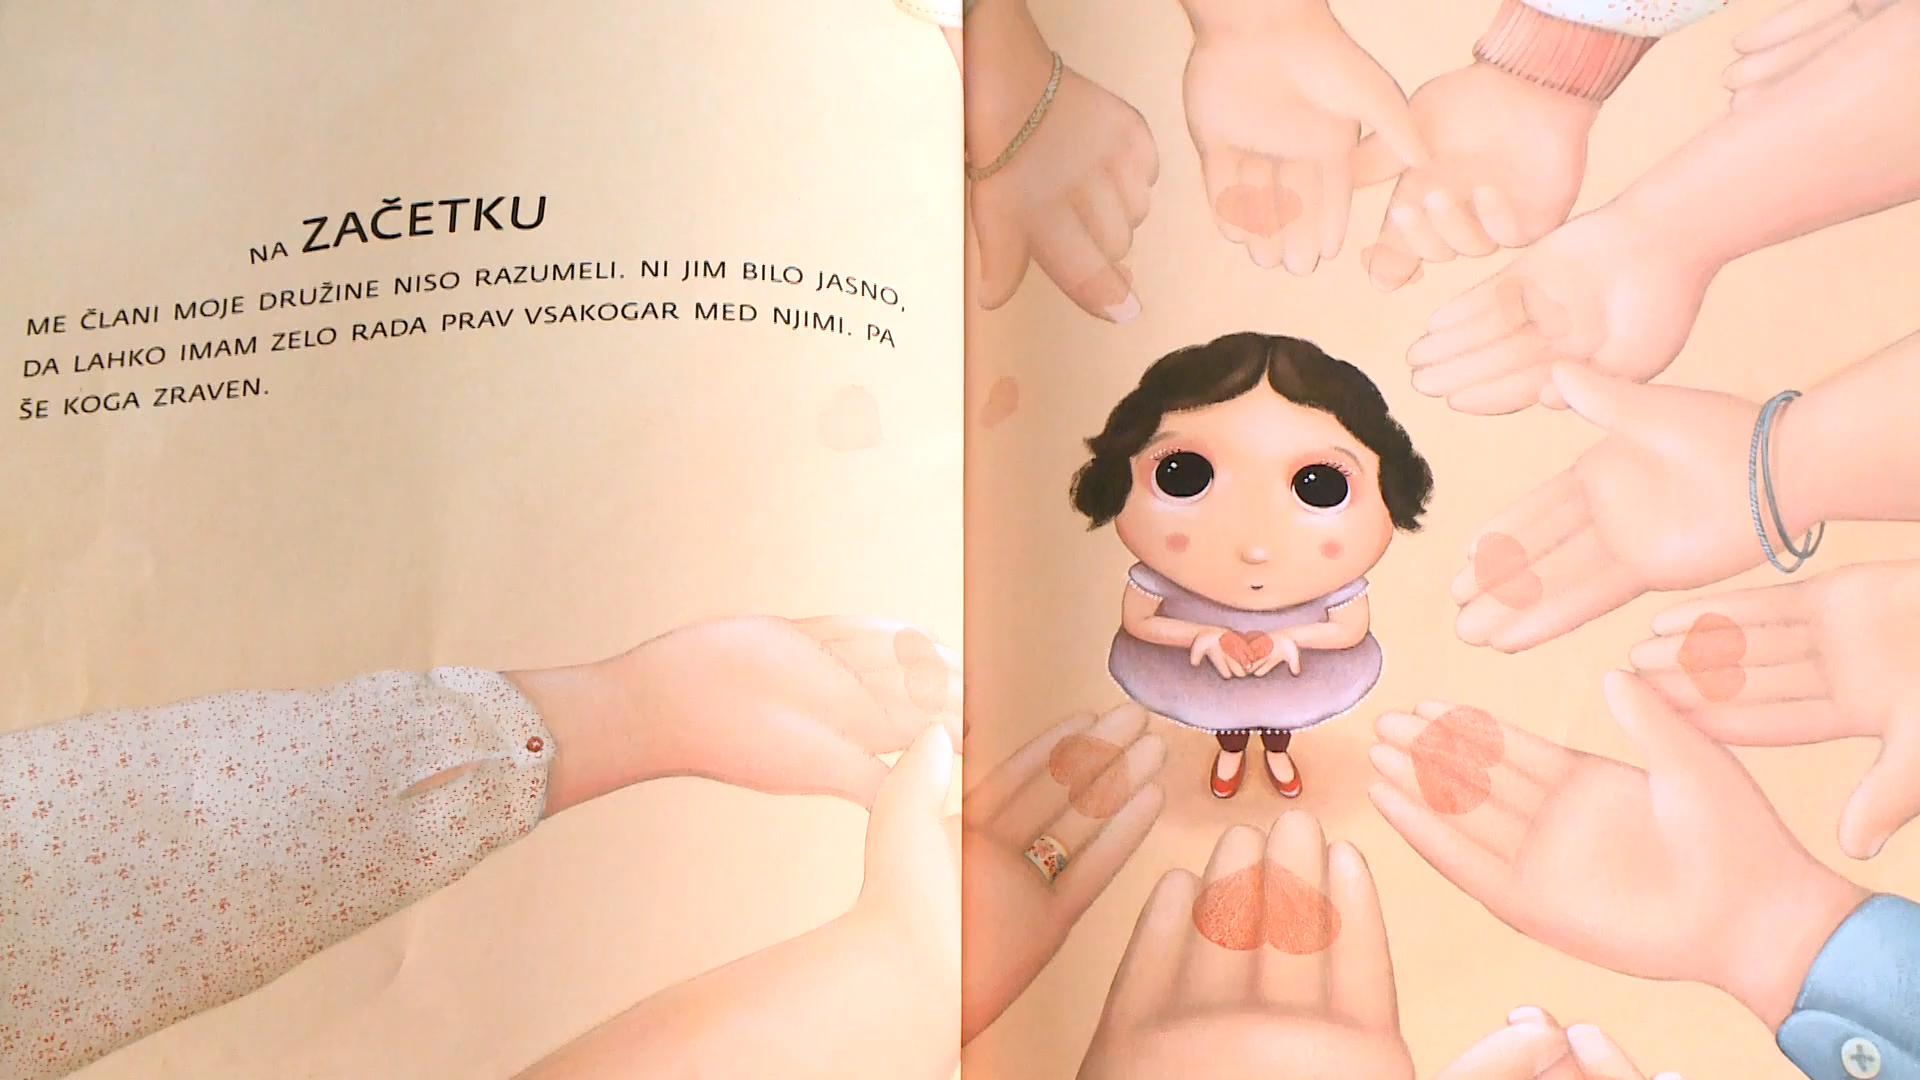 NA ZAČETKU
ME ČLANI MOJE DRUŽINE NISO RAZUMELI. NI JIM BILO JASNO,
DA LAHKO IMAM ZELO RADA PRAV VSAKOGAR MED NJIMI. PA
ŠE KOGA ZRAVEN.